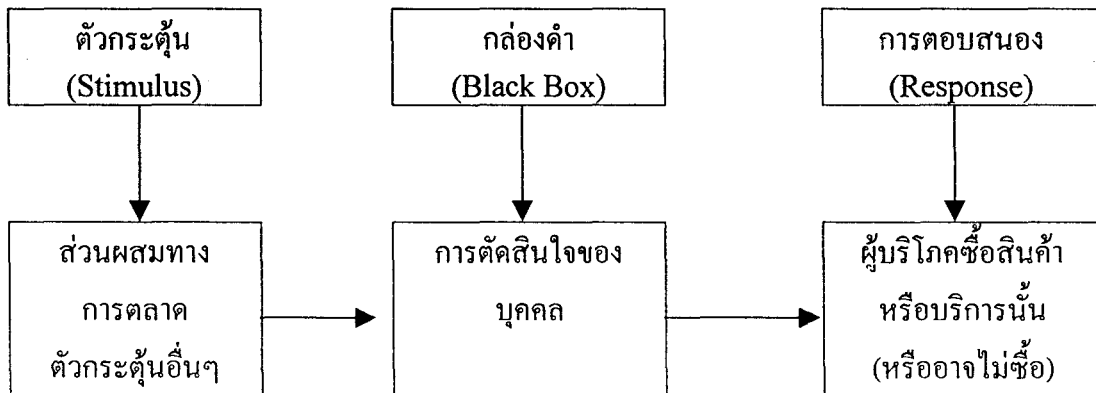 ตัวกระตุ้น
(Stimulus)
กล่องดำ
(Black Box)
การตอบสนอง
(Response)
ส่วนผสมทาง
การตลาด
ตัวกระตุ้นอื่นๆ
การตัดสินใจของ
บุคคล
ผู้บริโภคซื้อสินค้า
หรือบริการนั้น
(หรืออาจไม่ซื้อ)